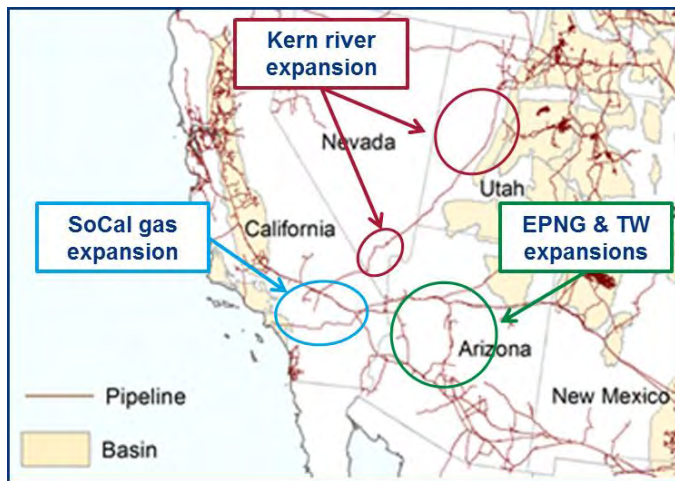 Kern river
expansion
Nevada
Utah
SoCal gas
expansion
California
EPNG & TW
expansions
Arizona
Pipeline
New Mexico
Basin